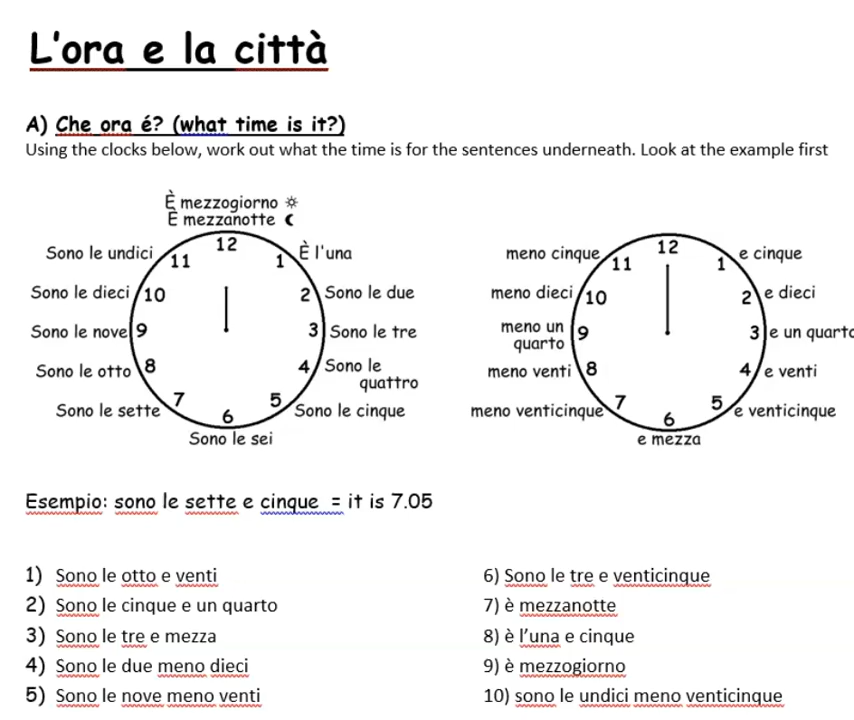 L'ora e la città
A) Che ora é? (what time is it?)
Using the clocks below, work out what the time is for the sentences underneath. Look at the example first
È mezzogiorno
È mezzanotte
Sono le undici 11 12 1 È l'una
Sono le dieci 10 2 Sono le due
Sono le nove 9 3 Sono le tre
Sono le otto 8 4 Sono le
quattro
Sono le sette 7 6 5 Sono le cinque
Sono le sei
meno cinque 11 12 1 e cinque
meno dieci 10 2 e dieci
meno un
quarto 9 3 e un quarto
meno venti 8 4 e venti
meno venticinque 7 6 5 e venticinque
e mezza
Esempio: sono le sette e cinque = it is 7.05
1) Sono le otto e venti
2) Sono le cinque e un quarto
3) Sono le tre e mezza
4) Sono le due meno dieci
5) Sono le nove meno venti
6) Sono le tre e venticinque
7) è mezzanotte
8) è l’una e cinque
9) è mezzogiorno
10) sono le undici meno venticinque